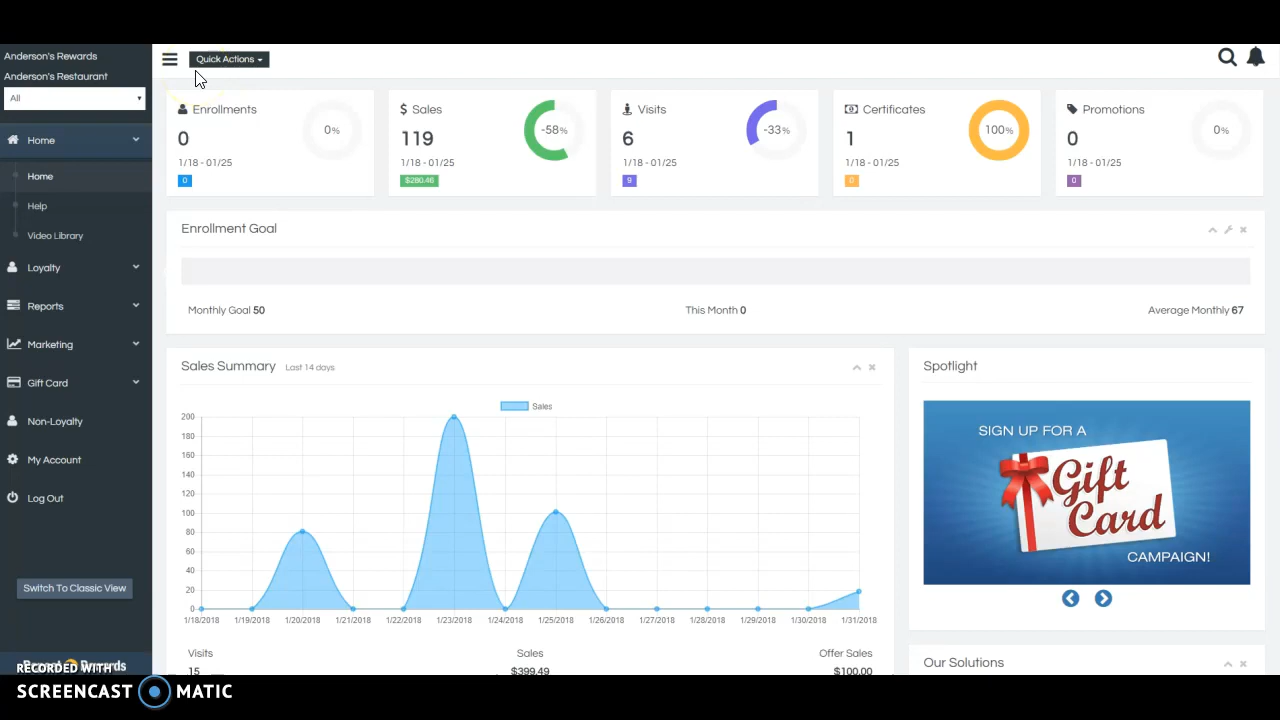 Anderson's Rewards
Anderson's Restaurant
All
Home
Home
Help
Video Library
Loyalty
Reports
Marketing
Gift Card
Non-Loyalty
My Account
Log Out
Switch To Classic View
Quick Actions
Enrollments
0
0%
1/18 - 01/25
0
$ Sales
119
-58%
1/18 - 01/25
$280.46
Visits
6
-33%
1/18 - 01/25
9
Certificates
1
100%
1/18 - 01/25
0
Promotions
0
0%
1/18 - 01/25
0
Enrollment Goal
Monthly Goal 50
This Month 0
Average Monthly 67
Sales Summary Last 14 days
Sales
200
180
160
140
120
100
80
60
40
20
0
1/18/2018 1/19/2018 1/20/2018 1/21/2018 1/22/2018 1/23/2018 1/24/2018 1/25/2018 1/26/2018 1/27/2018 1/28/2018 1/29/2018 1/30/2018 1/31/2018
Visits
15
Sales
$399.49
Offer Sales
$100.00
Spotlight
SIGN UP FOR A
Gift
Card
CAMPAIGN!
Our Solutions
RECORDED WITH
SCREENCAST MATIC